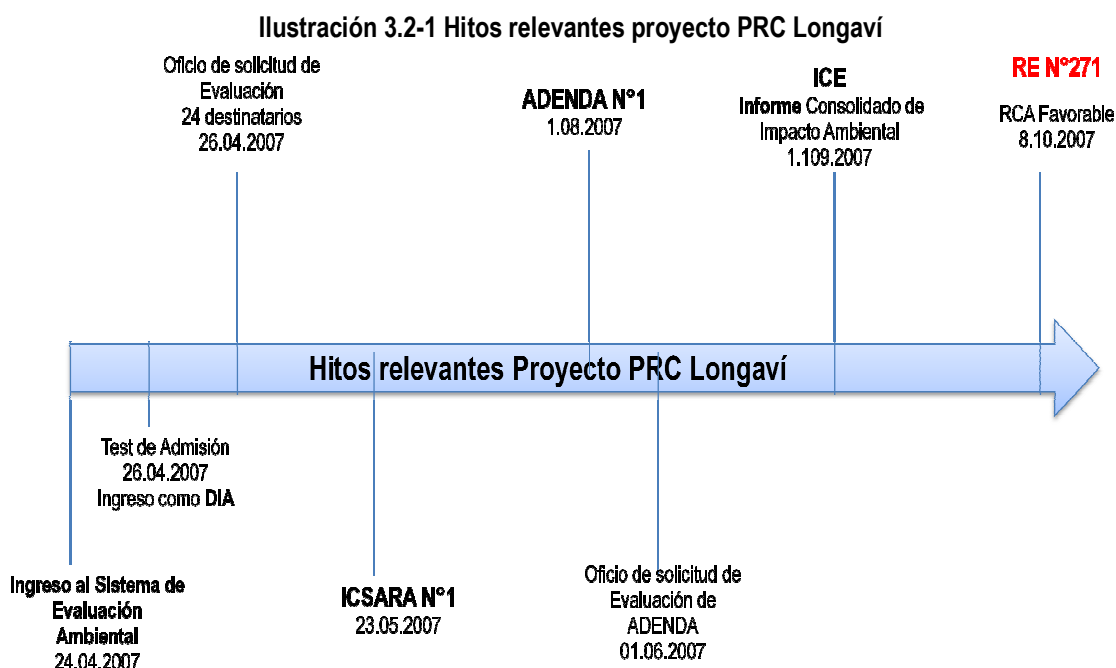 Ilustración 3.2-1 Hitos relevantes proyecto PRC Longaví
Oficio de solicitud de
Evaluación
24 destinatarios
26.04.2007
ADENDA N°1
1.08.2007
ICE
Informe Consolidado de
Impacto Ambiental
1.109.2007
RE N°271
RCA Favorable
8.10.2007
Hitos relevantes Proyecto PRC Longaví
Test de Admisión
26.04.2007
Ingreso como DIA
Ingreso al Sistema de
Evaluación
Ambiental
24.04.2007
ICSARA N°1
23.05.2007
Oficio de solicitud de
Evaluación de
ADENDA
01.06.2007